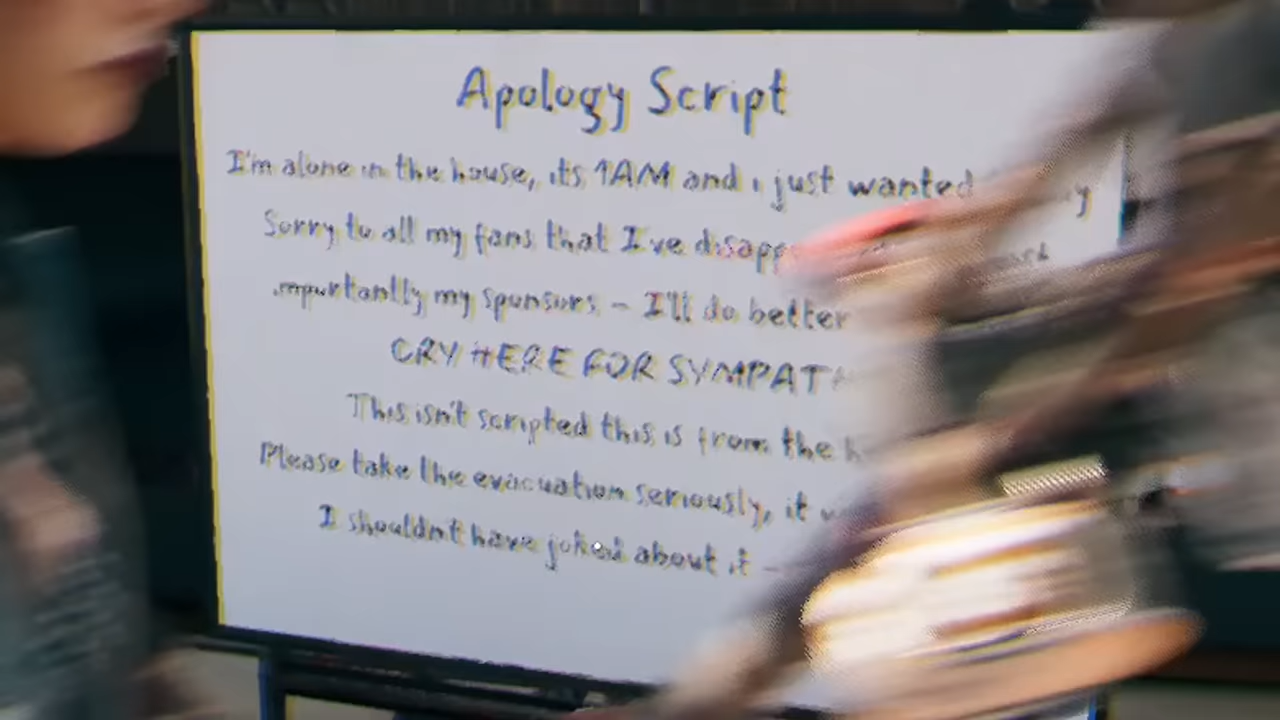 Apology Script
I'm alone in the house, its 1AM and i just wanted
Sorry to all my fans that I've
importantly my sponsors - I'll do better
CRY HERE FOR
This isn't scripted this is from the
Please take the evacuation seriously, it
I shouldn't have joked about it -